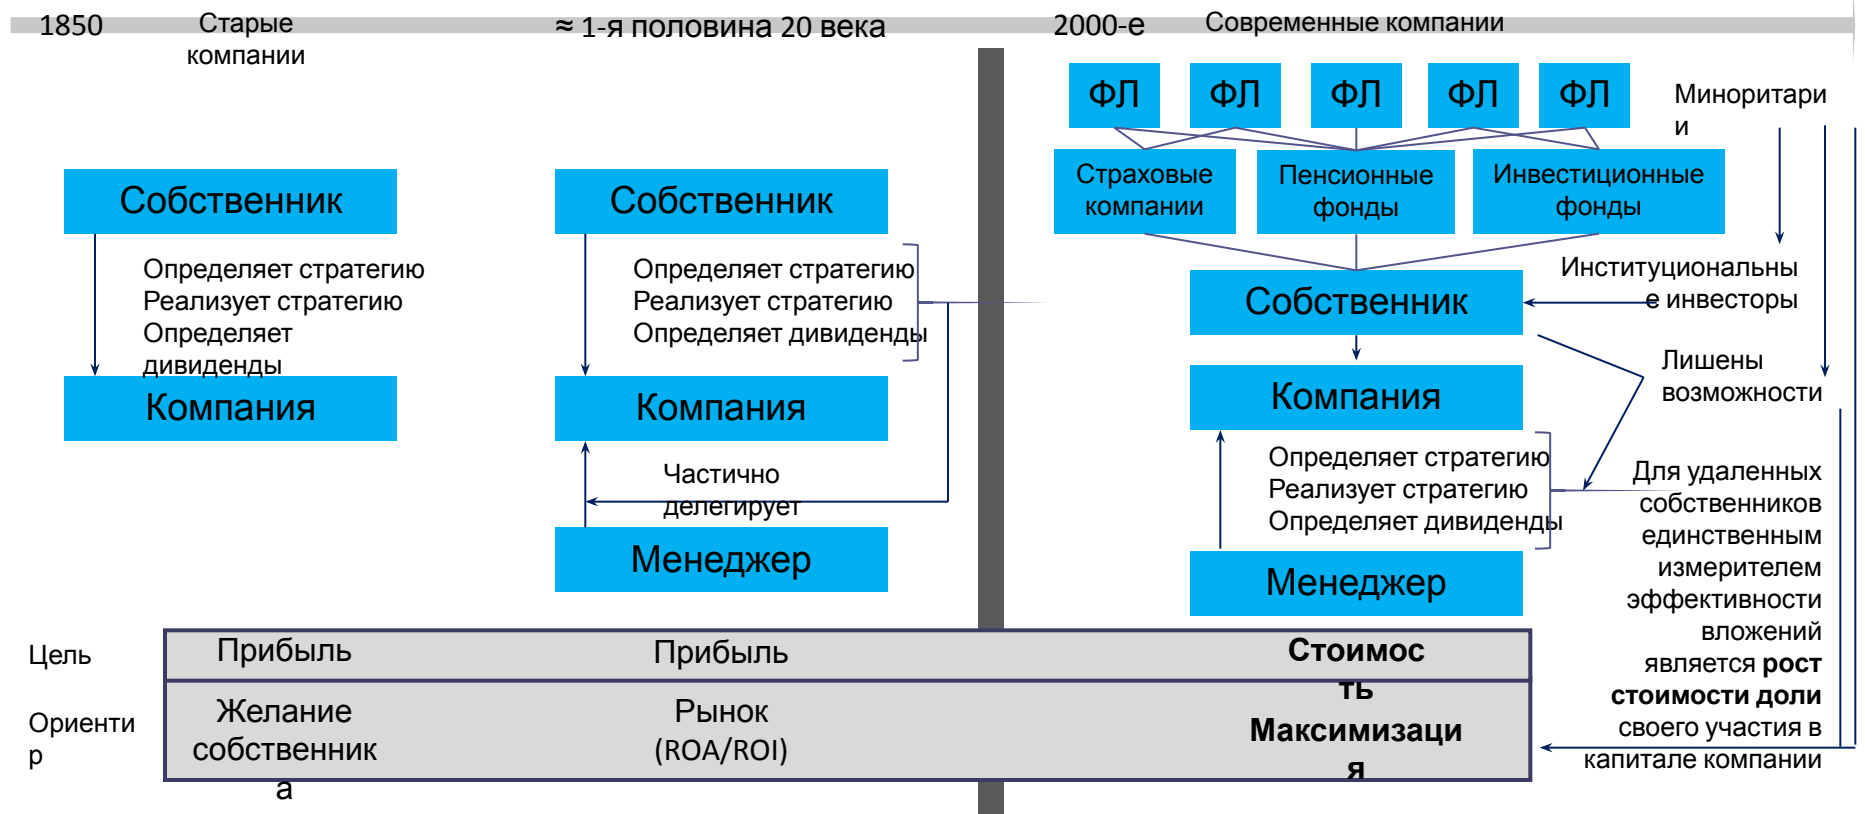 1850
Старые
компании
≈ 1-я половина 20 века
2000-е
Современные компании
Собственник
Определяет стратегию
Реализует стратегию
Определяет
дивиденды
Компания
Собственник
Определяет стратегию
Реализует стратегию
Определяет дивиденды
Компания
Частично
делегирует
Менеджер
ФЛ
ФЛ
ФЛ
ФЛ
ФЛ
Миноритари
и
Страховые
компании
Пенсионные
фонды
Инвестиционные
фонды
Институциональны
е инвесторы
Собственник
Лишены
возможности
Компания
Определяет стратегию
Реализует стратегию
Определяет дивиденды
Менеджер
Для удаленных
собственников
единственным
измерителем
эффективности
вложений
является рост
стоимости доли
своего участия в
капитале компании
Цель
Прибыль
Прибыль
Стоимос
ть
Ориенти
р
Желание
собственник
а
Рынок
(ROA/ROI)
Максимизаци
я